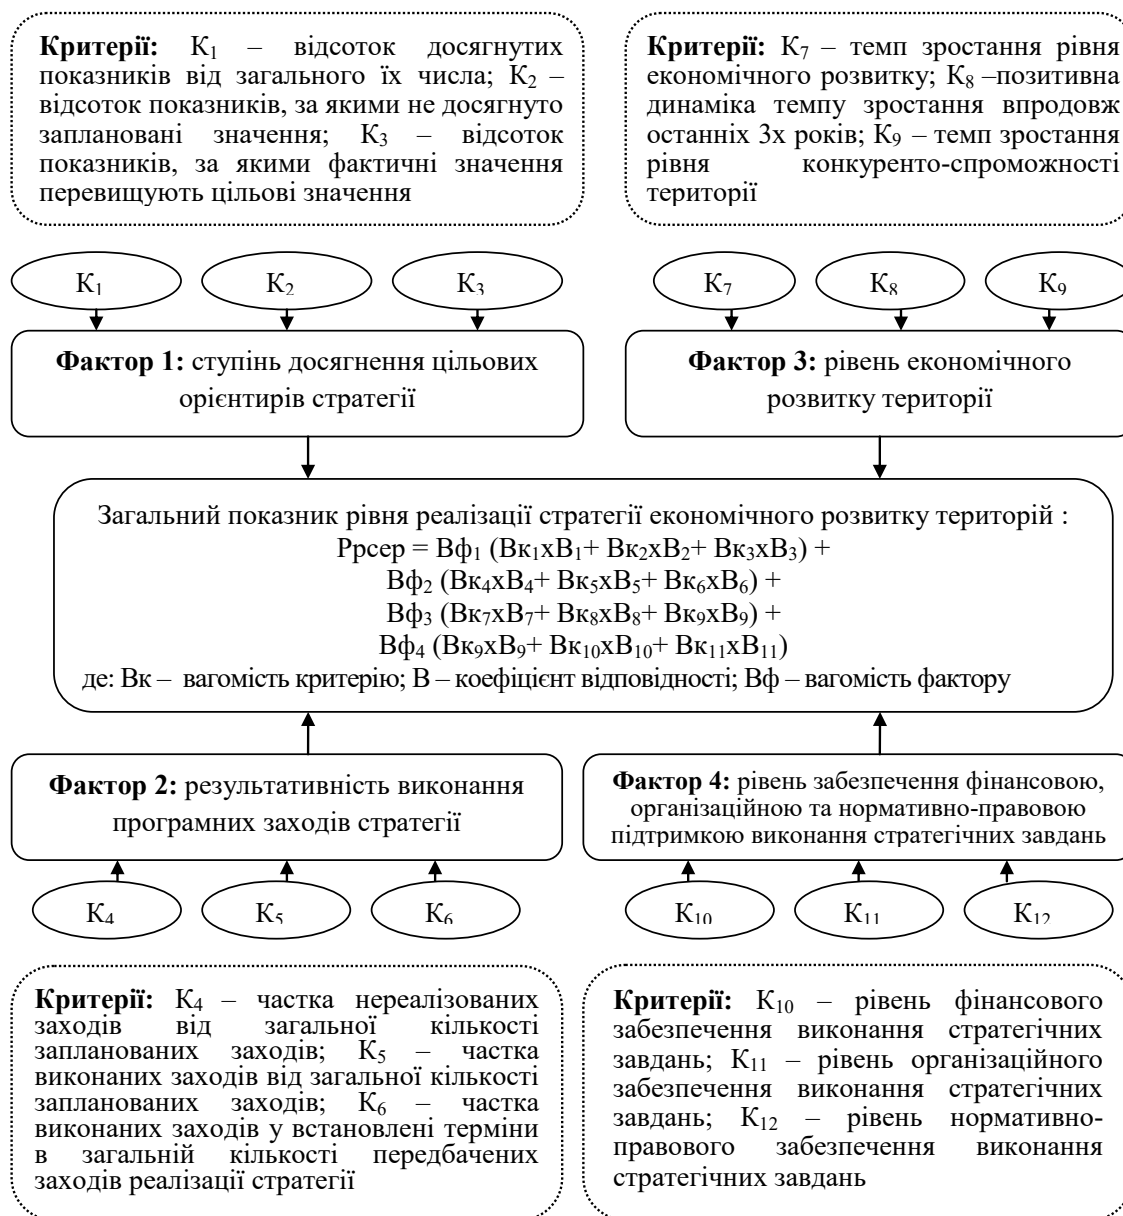 Критерії: К₁ – відсоток досягнутих
показників від загального їх числа; К₂ –
відсоток показників, за якими не досягнуто
заплановані значення; К₃ – відсоток
показників, за якими фактичні значення
перевищують цільові значення
Критерії: К₇ – темп зростання рівня
економічного розвитку; К₈ –позитивна
динаміка темпу зростання впродовж
останніх 3х років; К₉ – темп зростання
рівня конкуренто-спроможності
території
К₁ К₂ К₃ К₇ К₈ К₉
Фактор 1: ступінь досягнення цільових
орієнтирів стратегії
Фактор 3: рівень економічного
розвитку території
Загальний показник рівня реалізації стратегії економічного розвитку територій :
Ррсер = Вф₁ (Вк₁хВ₁+ Вк₂хВ₂+ Вк₃хВ₃) +
Вф₂ (Вк₄хВ₄+ Вк₅хВ₅+ Вк₆хВ₆) +
Вф₃ (Вк₇хВ₇+ Вк₈хВ₈+ Вк₉хВ₉) +
Вф₄ (Вк₉хВ₉+ Вк₁₀хВ₁₀+ Вк₁₁хВ₁₁)
де: Вк – вагомість критерію; В – коефіцієнт відповідності; Вф – вагомість фактору
Фактор 2: результативність виконання
програмних заходів стратегії
Фактор 4: рівень забезпечення фінансовою,
організаційною та нормативно-правовою
підтримкою виконання стратегічних завдань
К₄ К₅ К₆ К₁₀ К₁₁ К₁₂
Критерії: К₄ – частка нереалізованих
заходів від загальної кількості
запланованих заходів; К₅ – частка
виконаних заходів від загальної кількості
запланованих заходів; К₆ – частка
виконаних заходів у встановлені терміни
в загальній кількості передбачених
заходів реалізації стратегії
Критерії: К₁₀ – рівень фінансового
забезпечення виконання стратегічних
завдань; К₁₁ – рівень організаційного
забезпечення виконання стратегічних
завдань; К₁₂ – рівень нормативно-
правового забезпечення виконання
стратегічних завдань